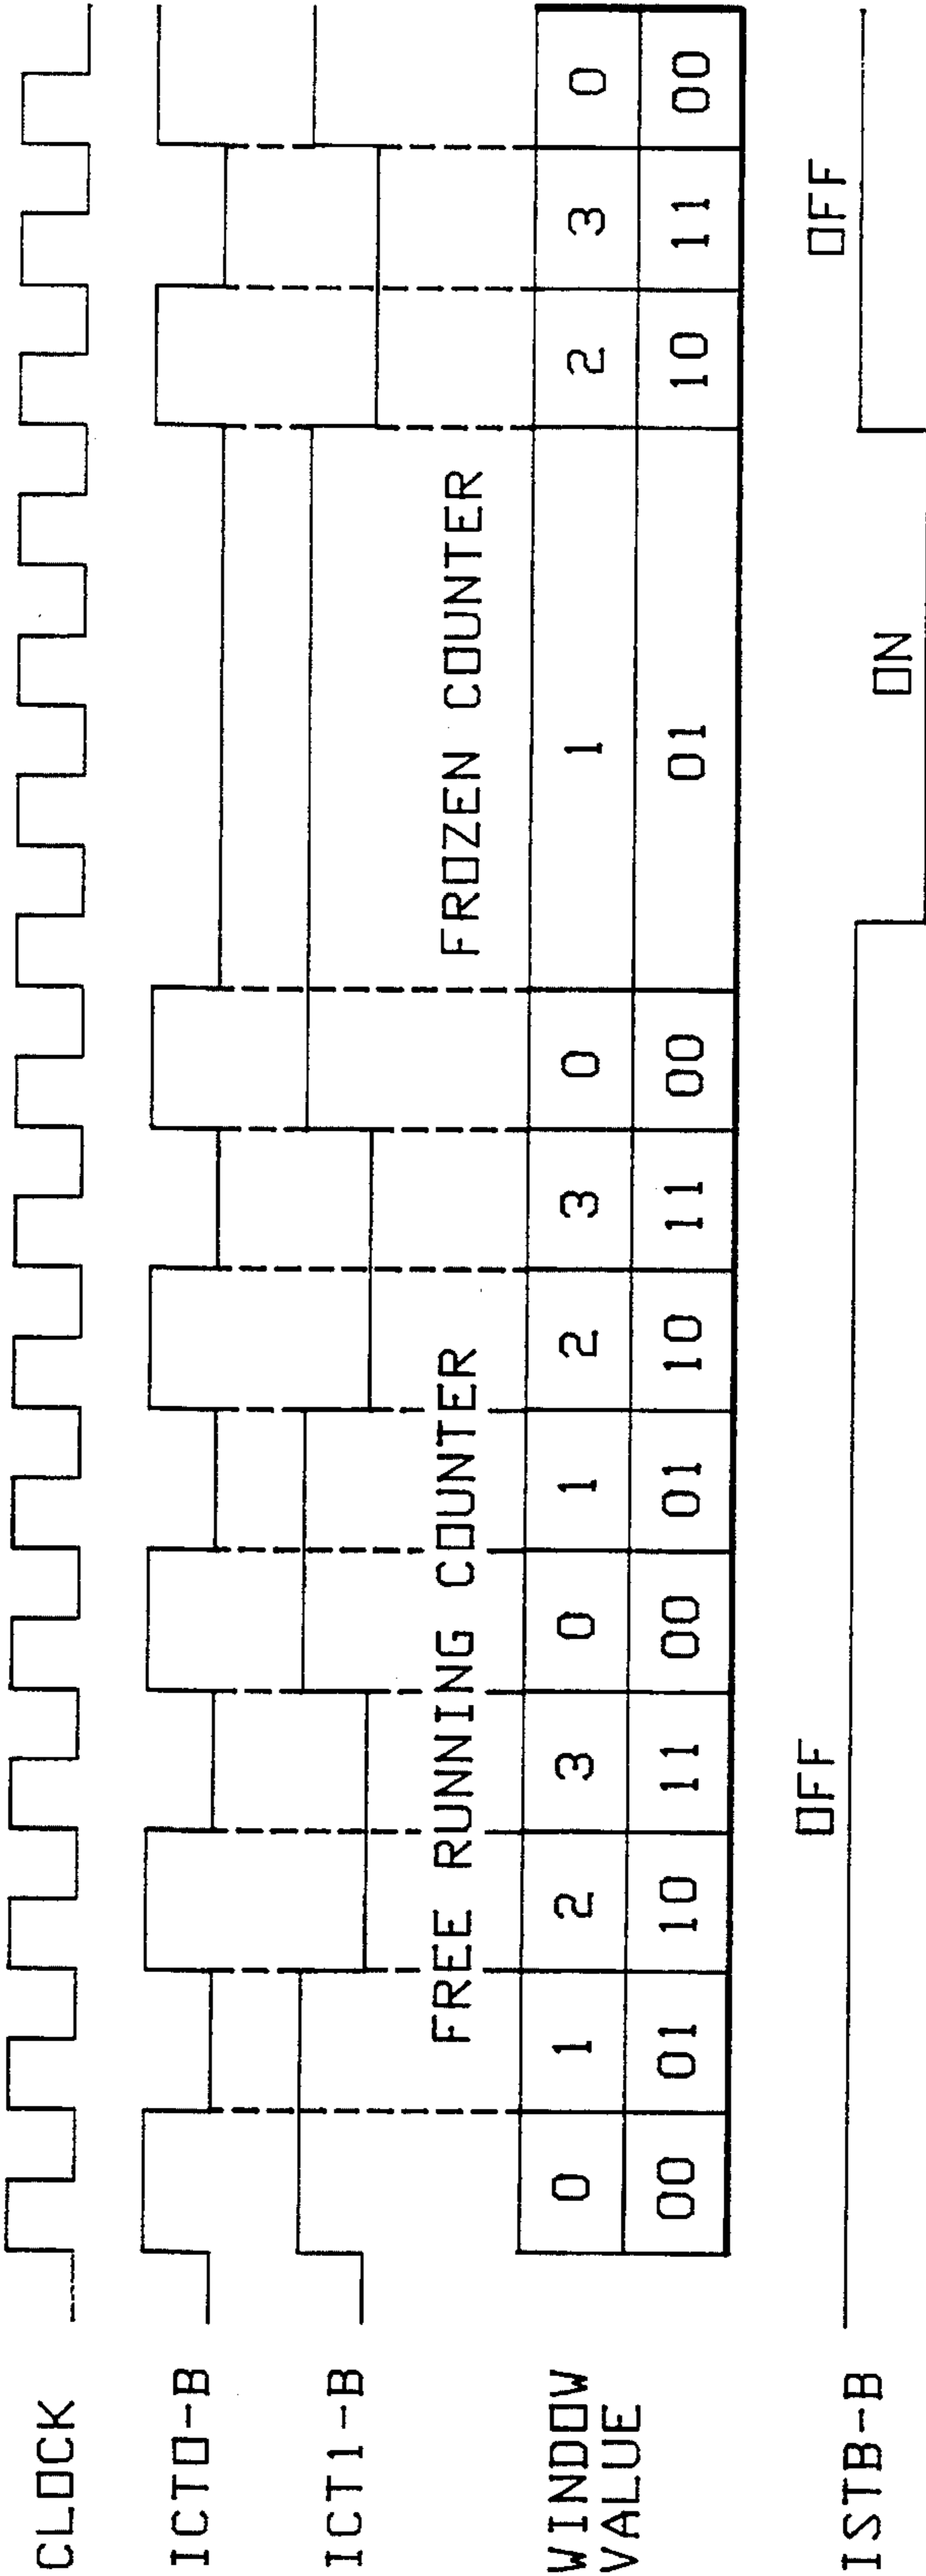 CLOCK
ICT0-B
ICT1-B
FREE RUNNING COUNTER
FROZEN COUNTER
WINDOW
VALUE
0 1 2 3 0 1 2 3 0 1 2 3 0
00 01 10 11 00 01 10 11 00 01 10 11 00
OFF
ON
OFF
ISTB-B